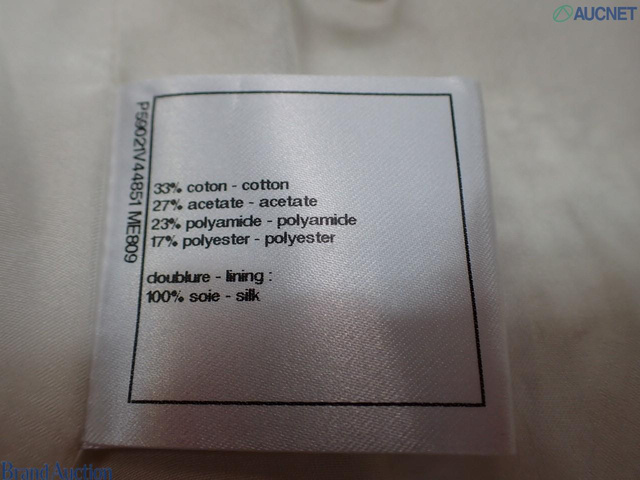 AUCNET
P59021V44851 ME809
33% coton - cotton
27% acetate - acetate
23% polyamide - polyamide
17% polyester - polyester
doublure - lining :
100% soie - silk
Brand Auction